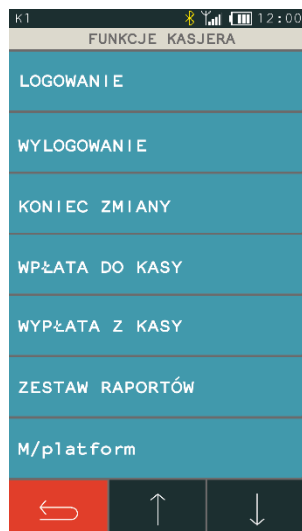 K1 12:00
FUNKCJE KASJERA
LOGOWANIE
WYLOGOWANIE
KONIEC ZMIANY
WPŁATA DO KASY
WYPŁATA Z KASY
ZESTAW RAPORTÓW
M/platform